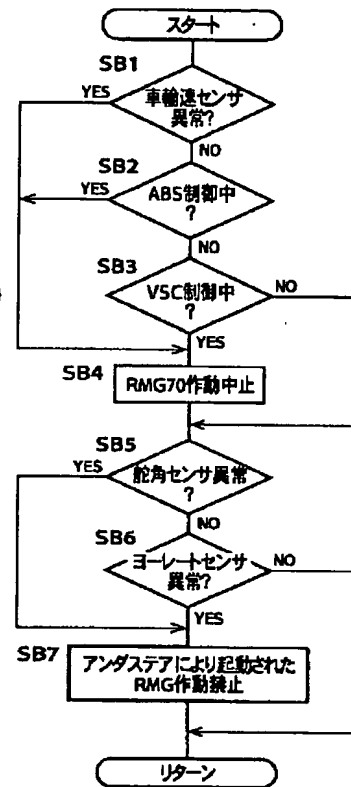 スタート
SB1
YES
車輪速センサ
異常?
NO
SB2
YES
ABS制御中
?
NO
SB3
VSC制御中
?
NO
YES
SB4
RMG70作動中止
SB5
YES
舵角センサ異常
?
NO
SB6
ヨーレートセンサ
異常?
NO
YES
SB7
アンダステアにより起動された
RMG作動禁止
リターン